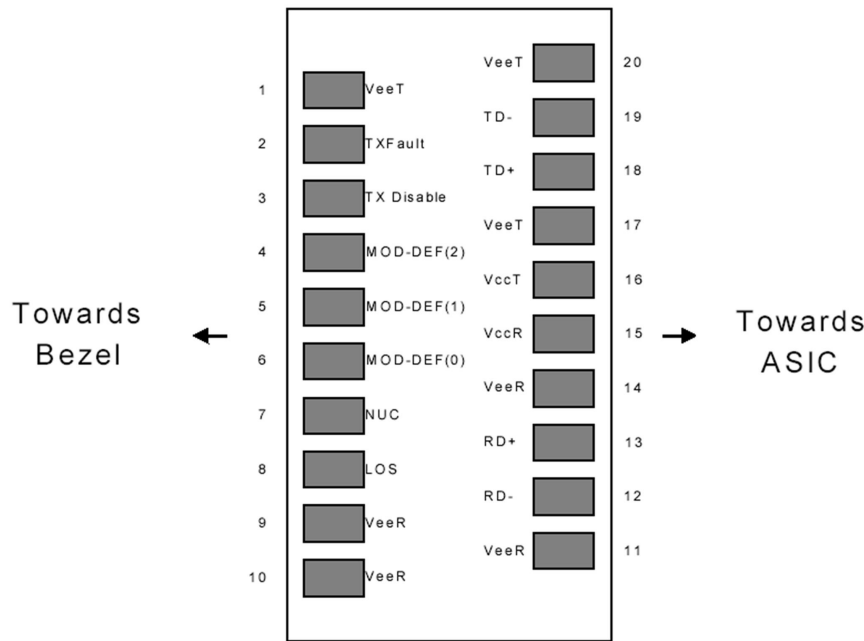 VeeT 20
1 VeeT
TD- 19
2 TXFault
TD+ 18
3 TX Disable
VeeT 17
4 MOD-DEF(2)
VccT 16
5 MOD-DEF(1)
Towards
Bezel
VccR 15
Towards
ASIC
6 MOD-DEF(0)
VeeR 14
7 NUC
RD+ 13
8 LOS
RD- 12
9 VeeR
VeeR 11
10 VeeR